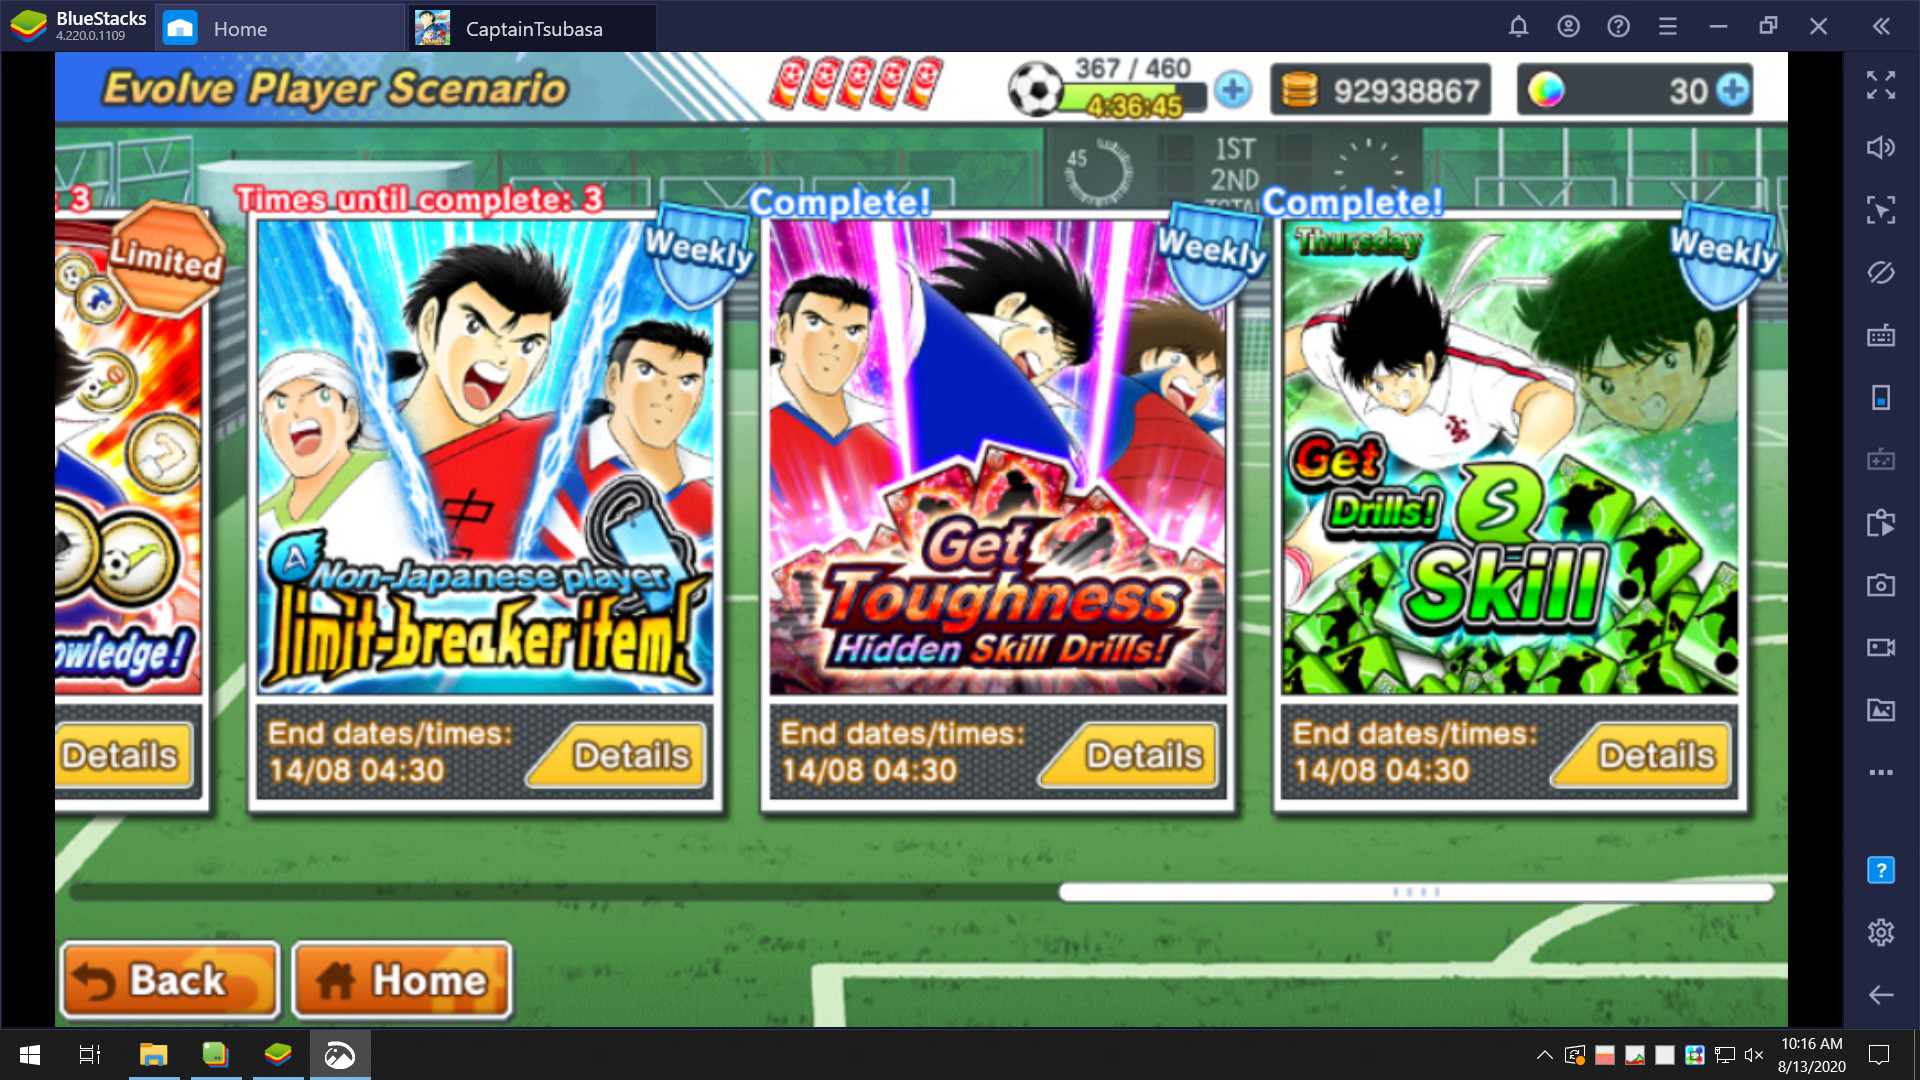 BlueStacks
4.220.0.1109
Home
CaptainTsubasa
Evolve Player Scenario
367 / 460
4:36:45
92938867
30
45
1ST
2ND
: 3
Limited
owledge!
Details
Times until complete: 3
Weekly
中
A
Non-Japanese player
limit-breaker item!
End dates/times:
14/08 04:30
Details
Complete!
Weekly
Get
Toughness
Hidden Skill Drills!
End dates/times:
14/08 04:30
Details
Complete!
Thursday
Weekly
Get
Drills!
S
Skill
End dates/times:
14/08 04:30
Details
Back
Home
10:16 AM
8/13/2020